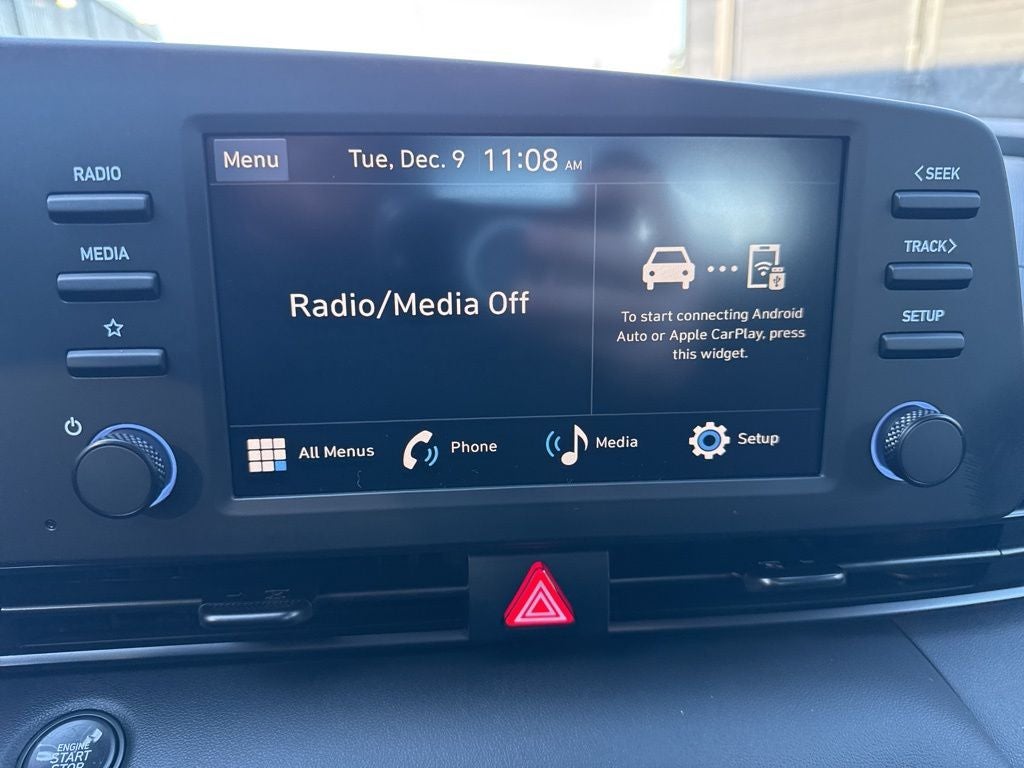 RADIO
MEDIA
Menu
Tue, Dec. 9 11:08 AM
Radio/Media Off
To start connecting Android
Auto or Apple CarPlay, press
this widget.
All Menus
Phone
Media
Setup
<SEEK
TRACK>
SETUP
ENGINE
START
STOP